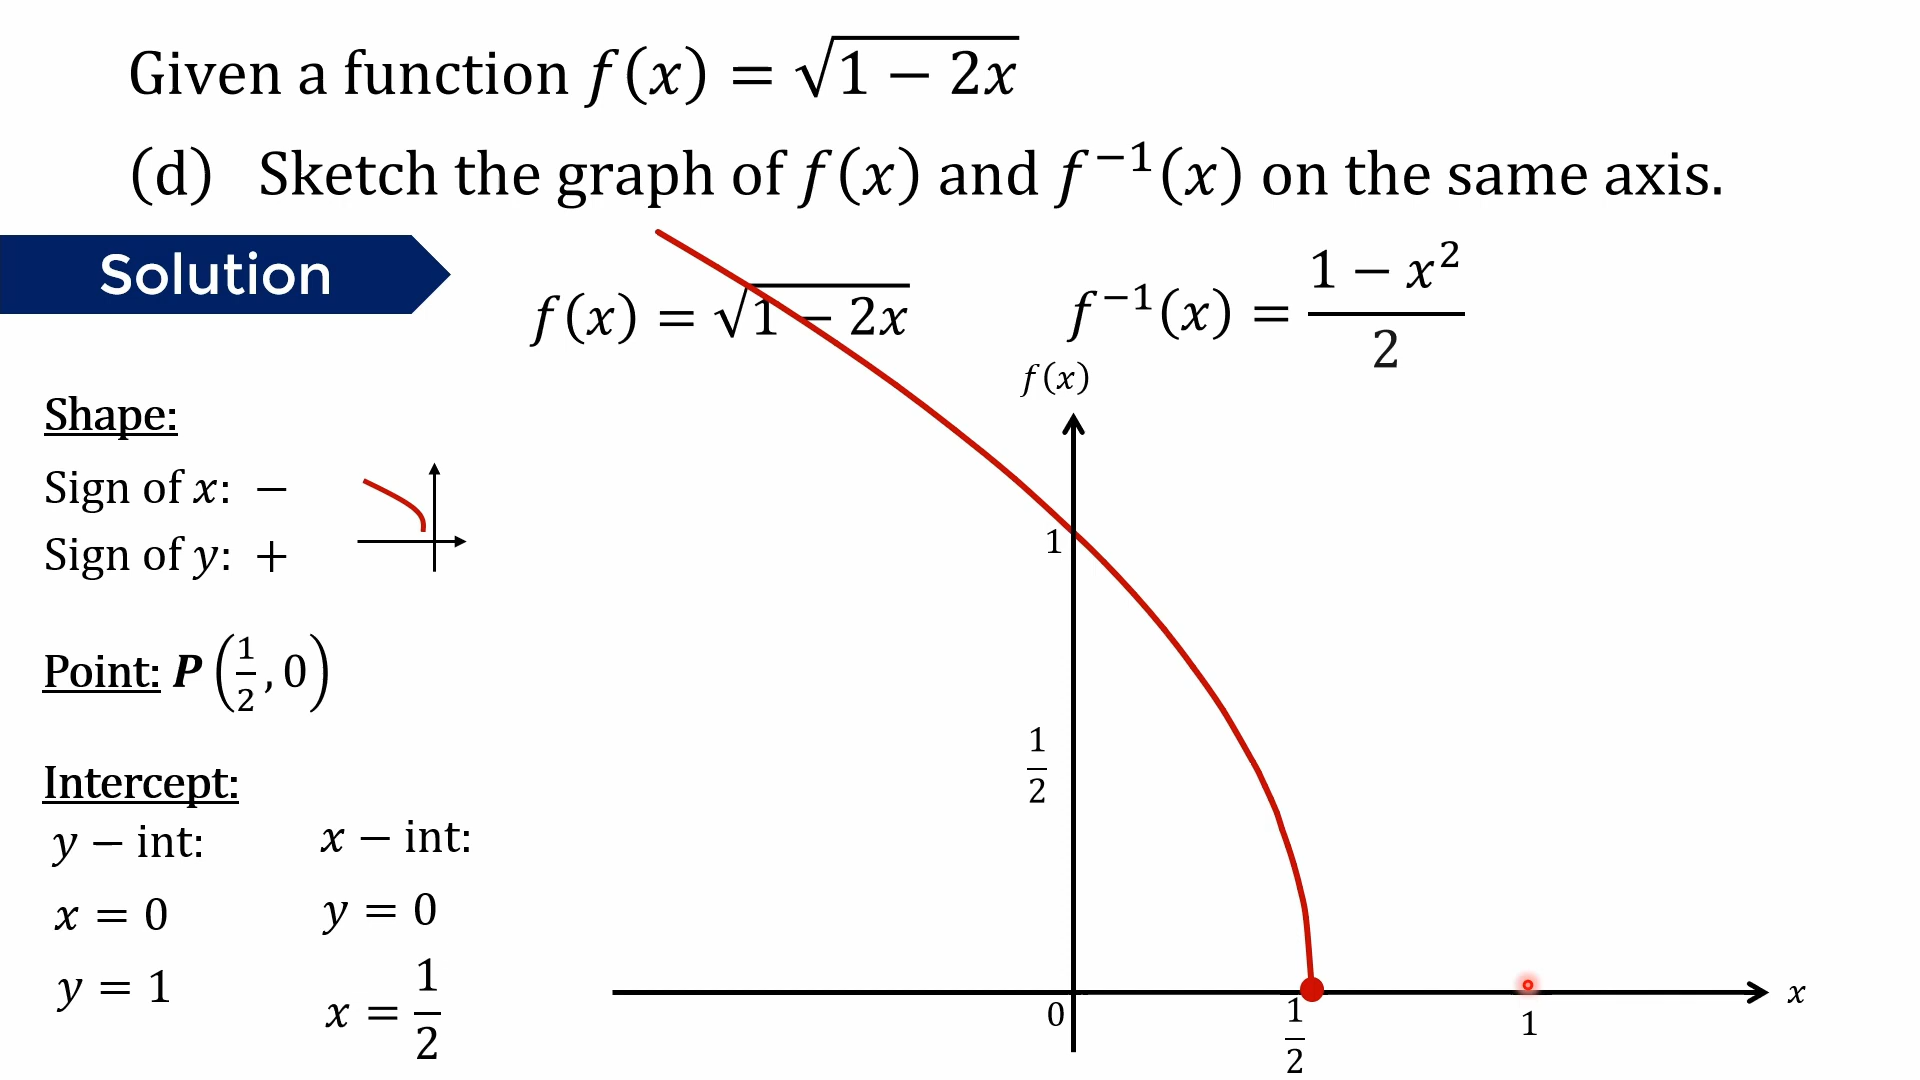 Given a function f(x) = √(1 − 2x)
(d) Sketch the graph of f(x) and f⁻¹(x) on the same axis.
Solution
f(x) = √(1 − 2x)
f⁻¹(x) = (1 − x²)/2
f(x)
Shape:
Sign of x: −
Sign of y: +
1
Point: P(1/2, 0)
1/2
Intercept:
y − int:
x − int:
x = 0
y = 0
y = 1
x = 1/2
x
0
1/2
1